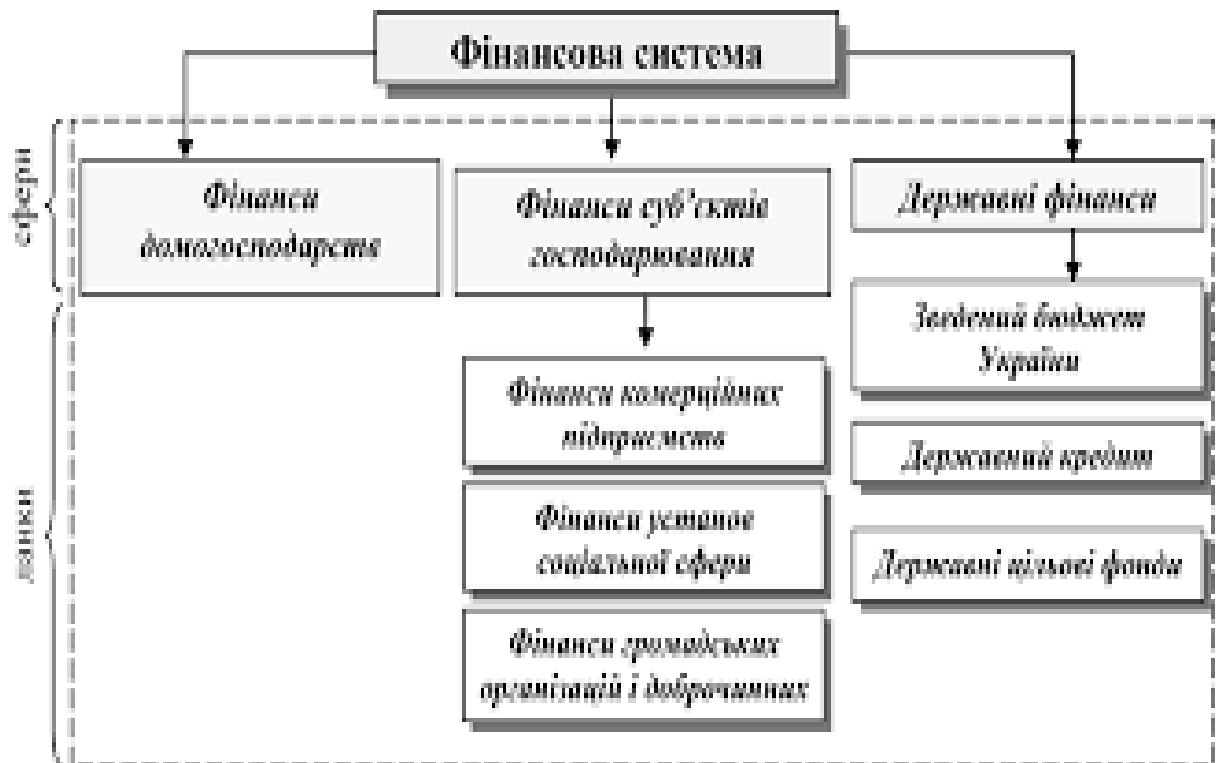 Фінансова система
сфери
Фінанси
домогосподарств
Фінанси суб'єктів
господарювання
Державні фінанси
ланки
Фінанси комерційних
підприємств
Фінанси установ
соціальної сфери
Фінанси громадських
організацій і доброчинних
Зведений бюджет
України
Державний кредит
Державні цільові фонди